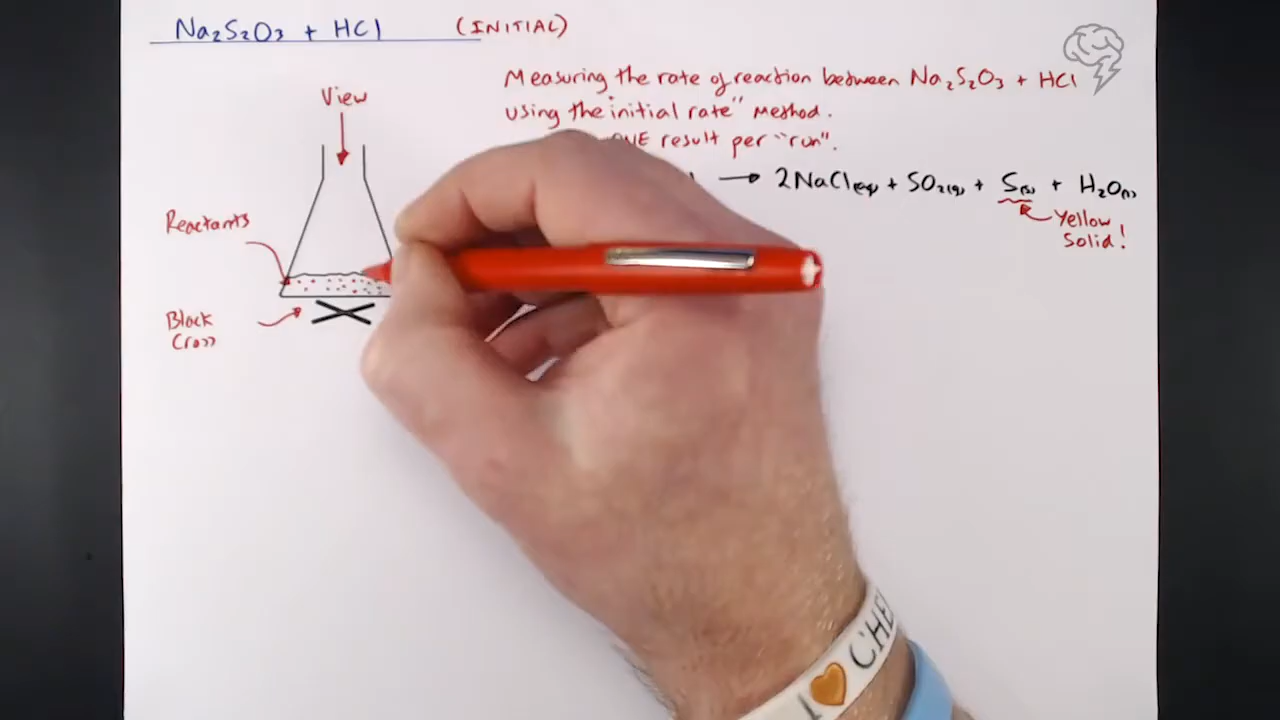 Na₂S₂O₃ + HCl (INITIAL)
Measuring the rate of reaction between Na₂S₂O₃ + HCl
using the "initial rate" method.
ONE result per "run".
→ 2NaCl(aq) + SO₂(g) + S(s) + H₂O(l)
Yellow
Solid!
View
Reactants
Black
Cross
I 🧡 CHE